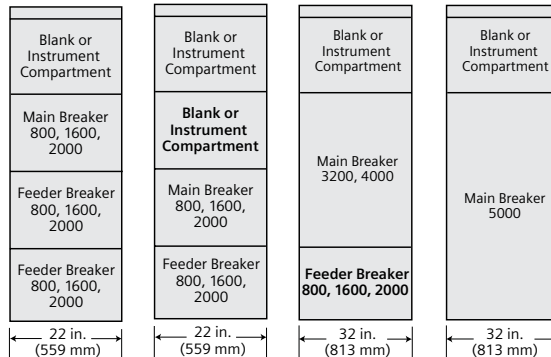 Blank or
Instrument
Compartment
Main Breaker
800, 1600,
2000
Feeder Breaker
800, 1600,
2000
Feeder Breaker
800, 1600,
2000
22 in.
(559 mm)
Blank or
Instrument
Compartment
Blank or
Instrument
Compartment
Main Breaker
800, 1600,
2000
Feeder Breaker
800, 1600,
2000
22 in.
(559 mm)
Blank or
Instrument
Compartment
Main Breaker
3200, 4000
Feeder Breaker
800, 1600, 2000
32 in.
(813 mm)
Blank or
Instrument
Compartment
Main Breaker
5000
32 in.
(813 mm)